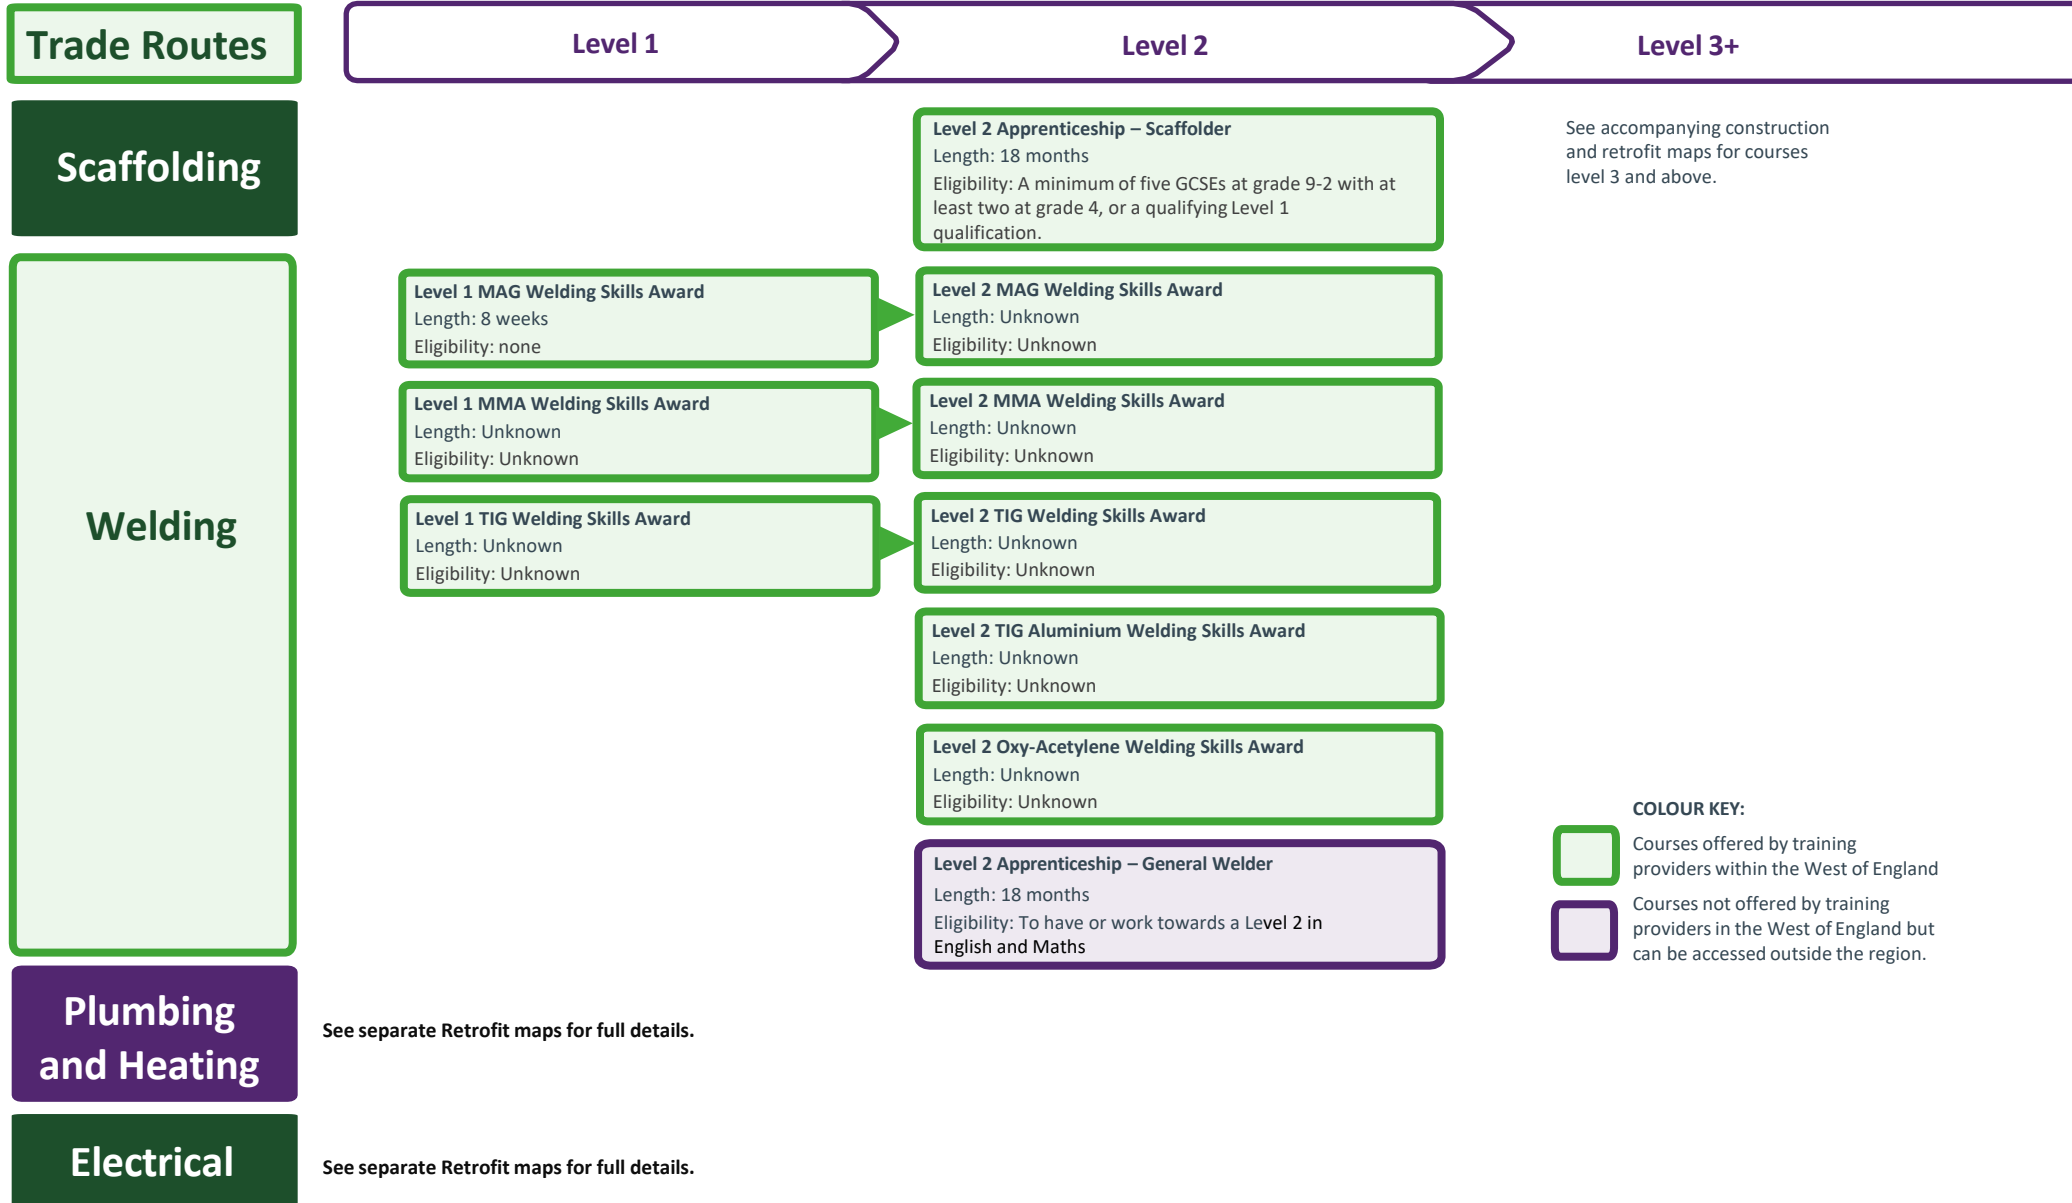 Trade Routes
Level 1
Level 2
Level 3+
Scaffolding
Level 2 Apprenticeship – Scaffolder
Length: 18 months
Eligibility: A minimum of five GCSEs at grade 9-2 with at
least two at grade 4, or a qualifying Level 1
qualification.
See accompanying construction
and retrofit maps for courses
level 3 and above.
Welding
Level 1 MAG Welding Skills Award
Length: 8 weeks
Eligibility: none
Level 2 MAG Welding Skills Award
Length: Unknown
Eligibility: Unknown
Level 1 MMA Welding Skills Award
Length: Unknown
Eligibility: Unknown
Level 2 MMA Welding Skills Award
Length: Unknown
Eligibility: Unknown
Level 1 TIG Welding Skills Award
Length: Unknown
Eligibility: Unknown
Level 2 TIG Welding Skills Award
Length: Unknown
Eligibility: Unknown
Level 2 TIG Aluminium Welding Skills Award
Length: Unknown
Eligibility: Unknown
Level 2 Oxy-Acetylene Welding Skills Award
Length: Unknown
Eligibility: Unknown
Level 2 Apprenticeship – General Welder
Length: 18 months
Eligibility: To have or work towards a Level 2 in
English and Maths
COLOUR KEY:
Courses offered by training
providers within the West of England
Courses not offered by training
providers in the West of England but
can be accessed outside the region.
Plumbing
and Heating
See separate Retrofit maps for full details.
Electrical
See separate Retrofit maps for full details.